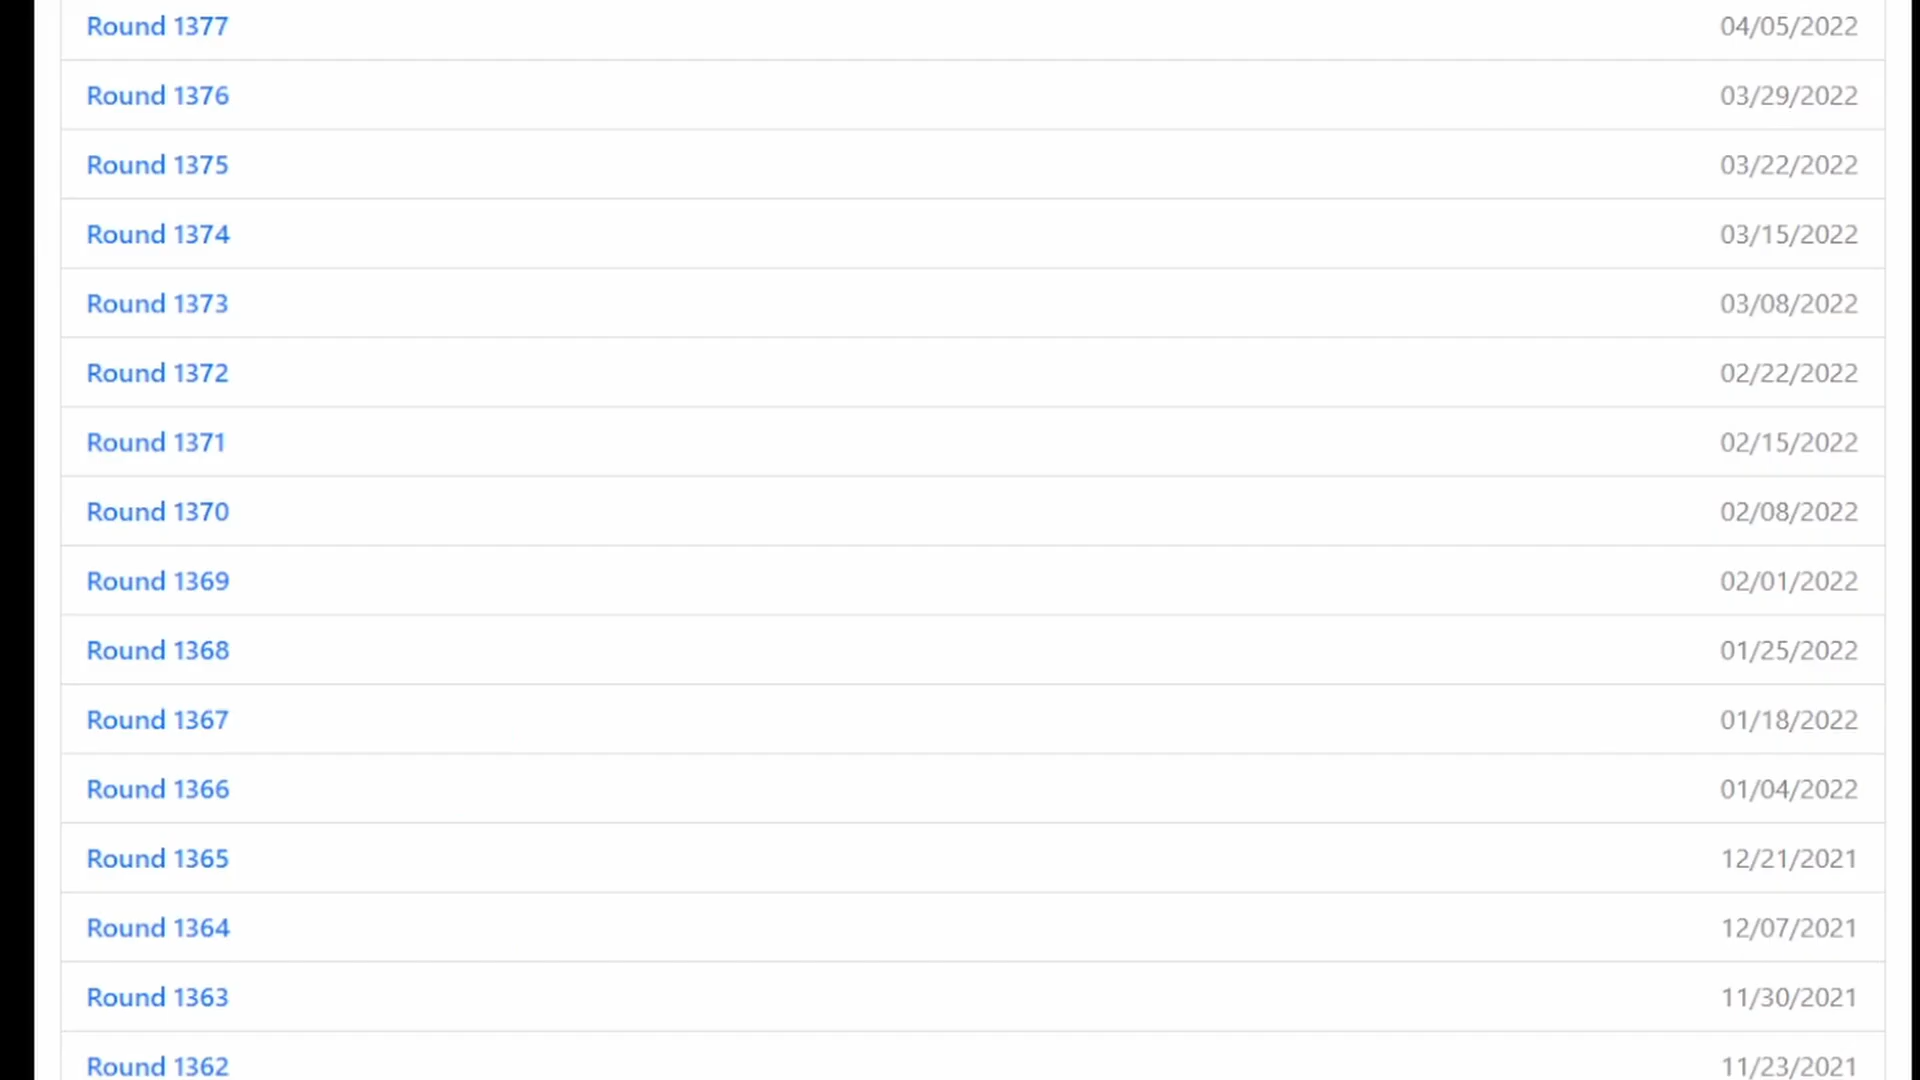 Round 1377 04/05/2022
Round 1376 03/29/2022
Round 1375 03/22/2022
Round 1374 03/15/2022
Round 1373 03/08/2022
Round 1372 02/22/2022
Round 1371 02/15/2022
Round 1370 02/08/2022
Round 1369 02/01/2022
Round 1368 01/25/2022
Round 1367 01/18/2022
Round 1366 01/04/2022
Round 1365 12/21/2021
Round 1364 12/07/2021
Round 1363 11/30/2021
Round 1362 11/23/2021